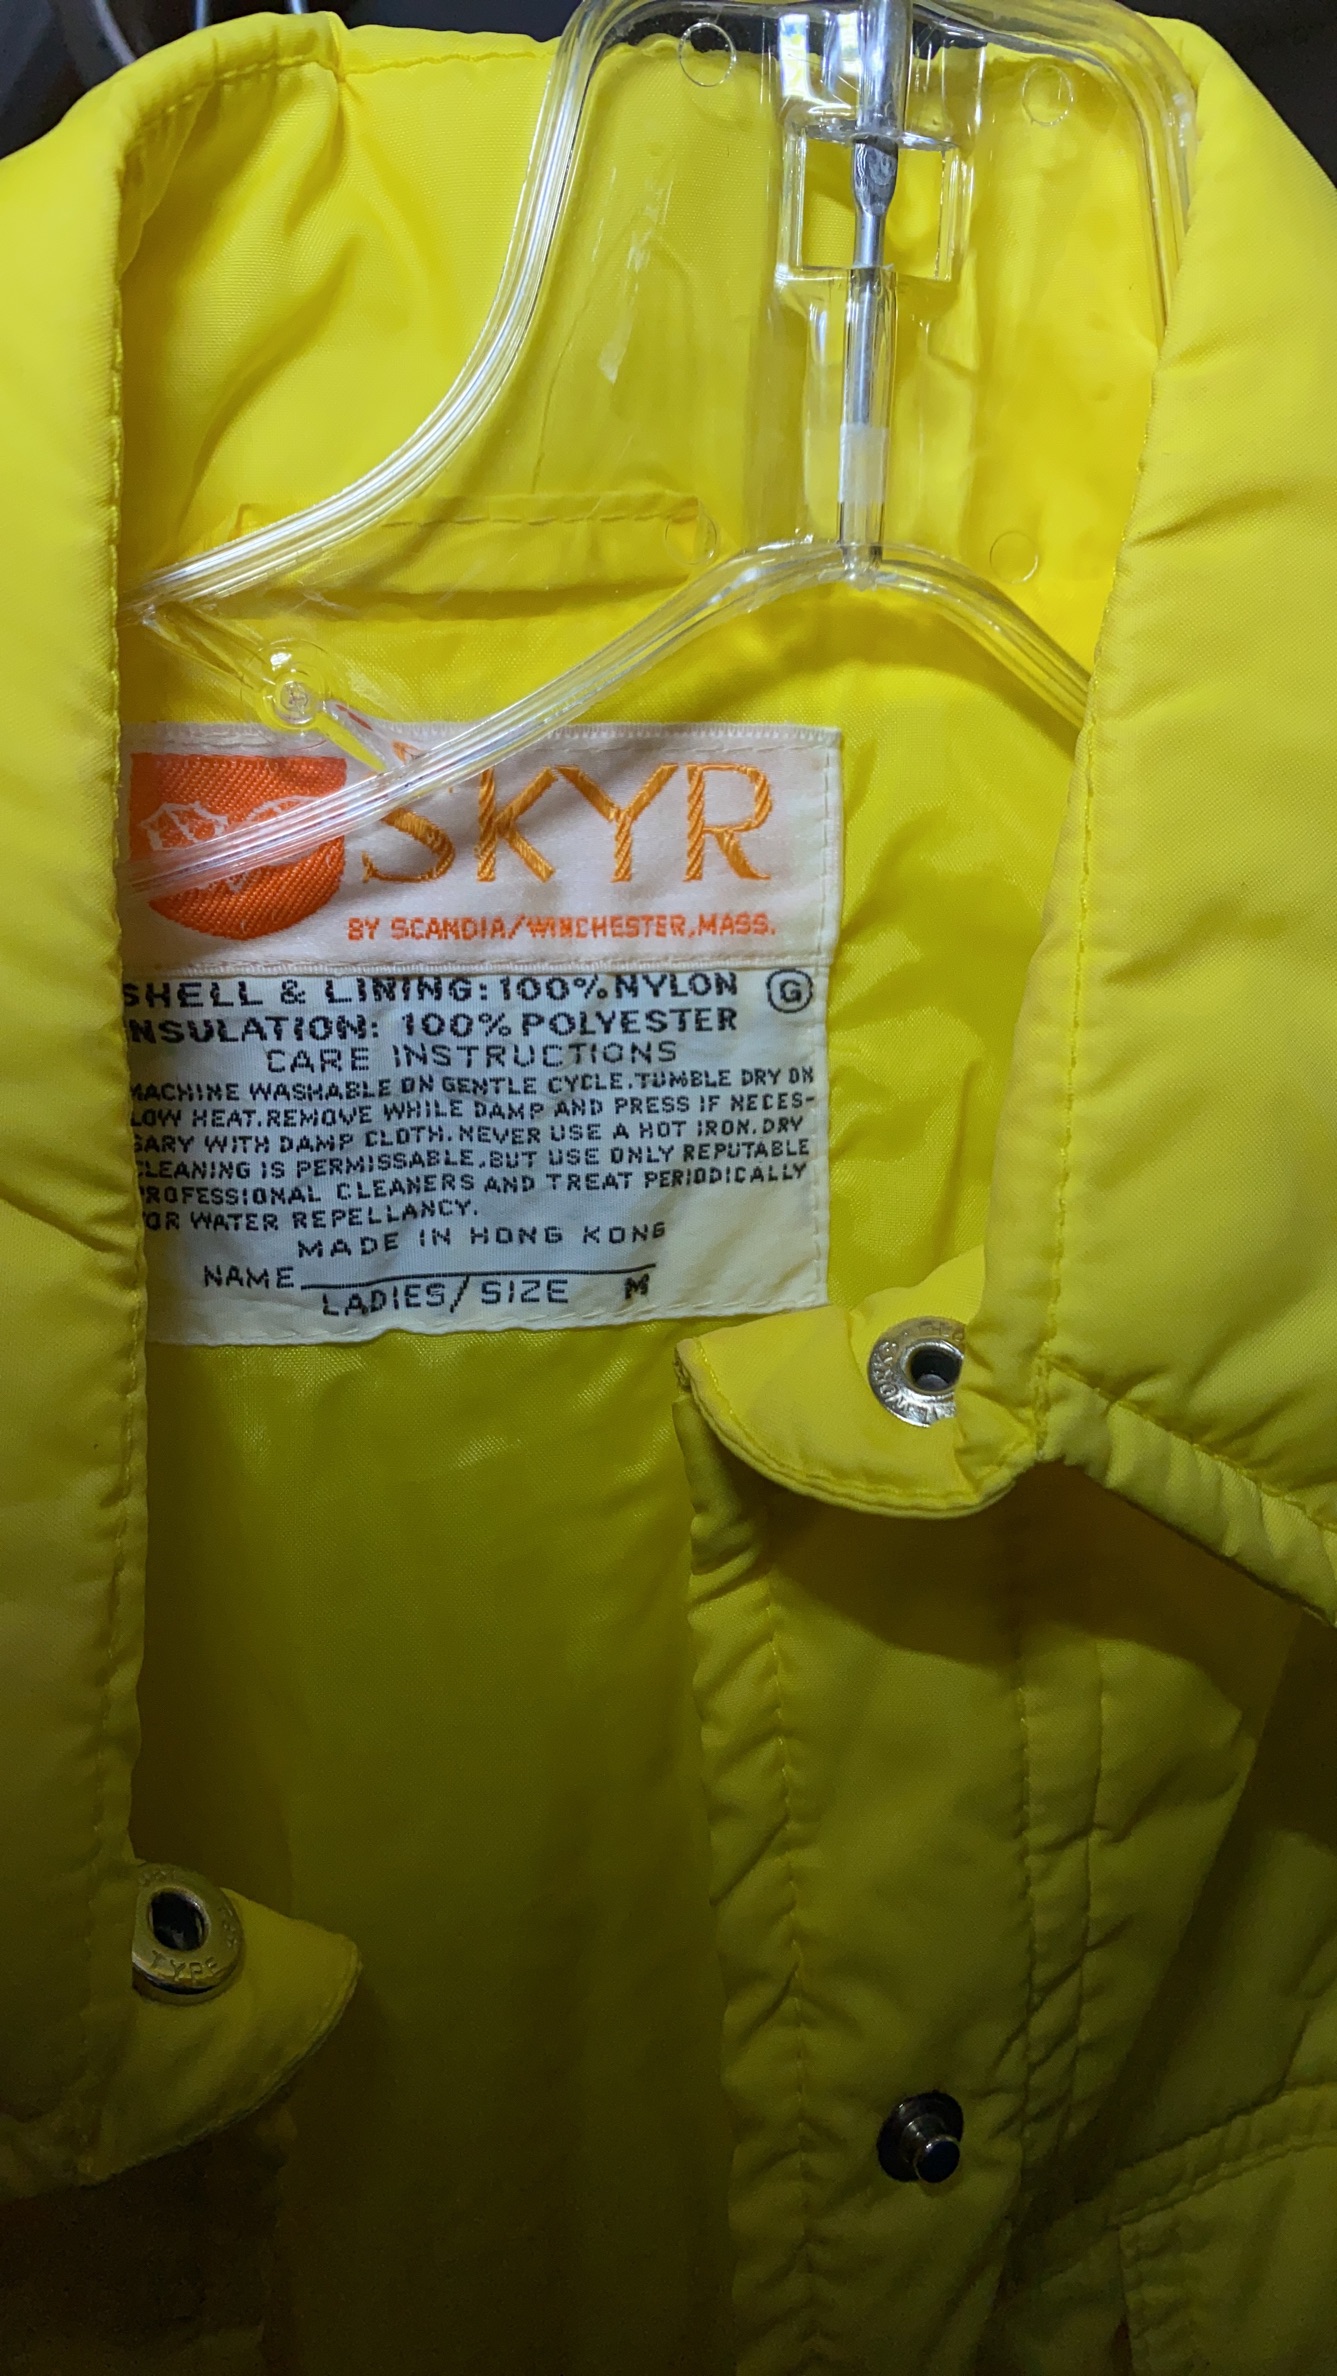 SKYR
BY SCANDIA/WINCHESTER, MASS.
SHELL & LINING: 100% NYLON G
INSULATION: 100% POLYESTER
CARE INSTRUCTIONS
MACHINE WASHABLE ON GENTLE CYCLE. TUMBLE DRY ON
LOW HEAT. REMOVE WHILE DAMP AND PRESS IF NECES-
SARY WITH DAMP CLOTH. NEVER USE A HOT IRON. DRY
CLEANING IS PERMISSABLE, BUT USE ONLY REPUTABLE
PROFESSIONAL CLEANERS AND TREAT PERIODICALLY
FOR WATER REPELLANCY.
MADE IN HONG KONG
NAME
LADIES/SIZE M
TYPE